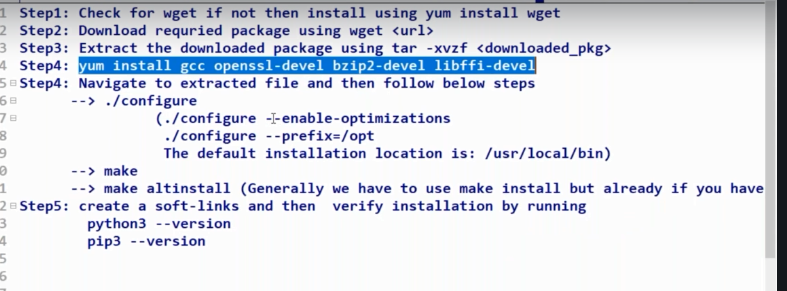 1 Step1: Check for wget if not then install using yum install wget
2 Step2: Download requried package using wget <url>
3 Step3: Extract the downloaded package using tar -xvzf <downloaded_pkg>
4 Step4: yum install gcc openssl-devel bzip2-devel libffi-devel
5 Step4: Navigate to extracted file and then follow below steps
6 --> ./configure
7 (./configure --enable-optimizations
8 ./configure --prefix=/opt
9 The default installation location is: /usr/local/bin)
0 --> make
1 --> make altinstall (Generally we have to use make install but already if you have
2 Step5: create a soft-links and then verify installation by running
3 python3 --version
4 pip3 --version
5
6